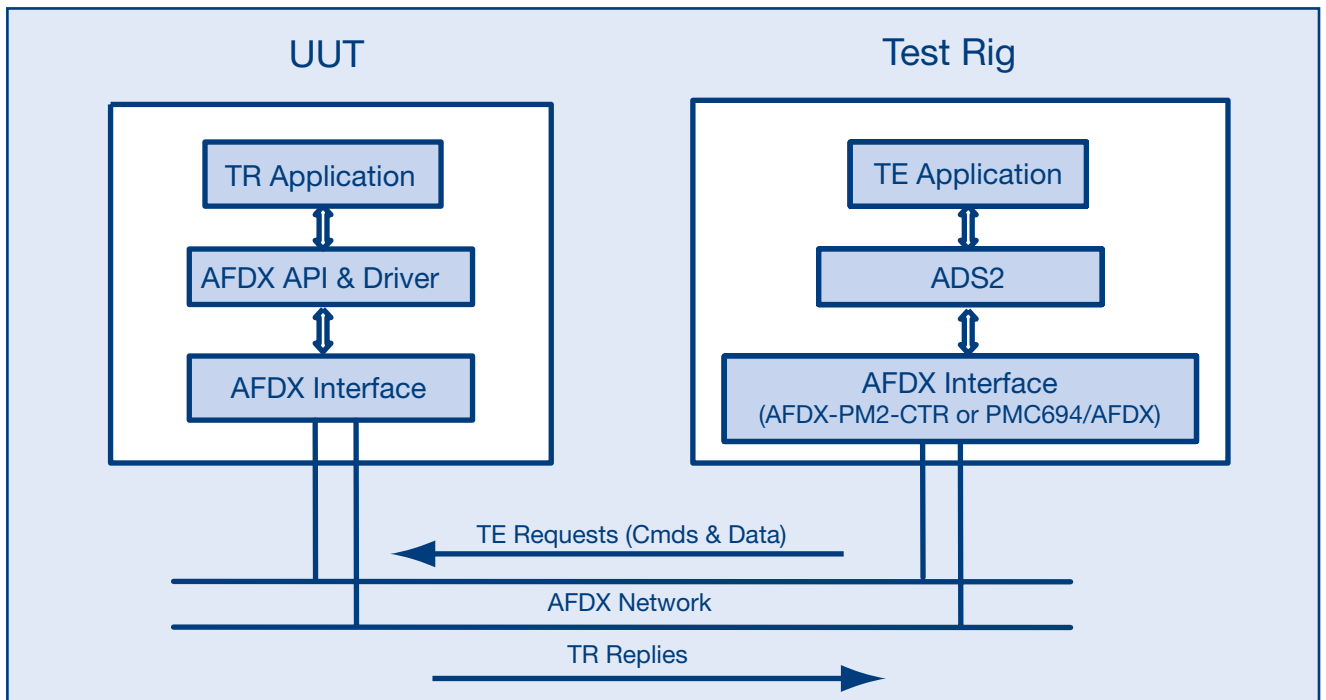 UUT
Test Rig
TR Application
TE Application
AFDX API & Driver
ADS2
AFDX Interface
AFDX Interface
(AFDX-PM2-CTR or PMC694/AFDX)
TE Requests (Cmds & Data)
AFDX Network
TR Replies